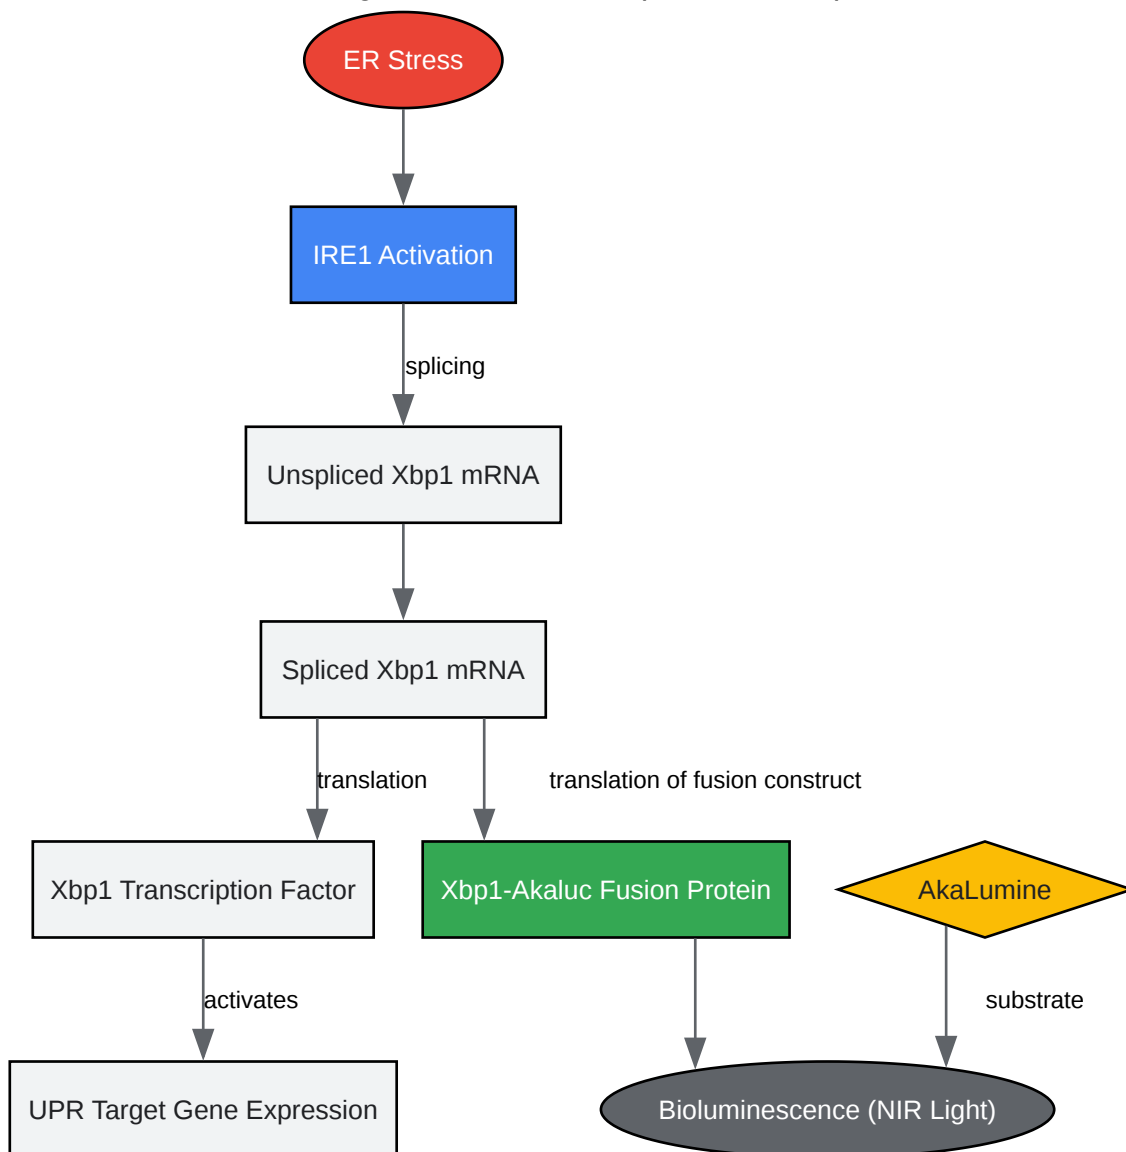 ER Stress
IRE1 Activation
splicing
Unspliced Xbp1 mRNA
Spliced Xbp1 mRNA
translation
translation of fusion construct
Xbp1 Transcription Factor
Xbp1-Akaluc Fusion Protein
AkaLumine
activates
substrate
UPR Target Gene Expression
Bioluminescence (NIR Light)